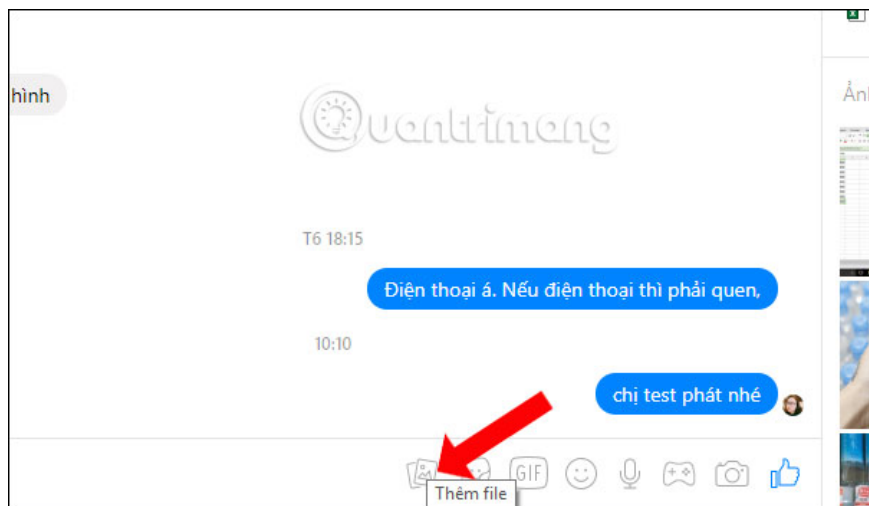 hình
Ản
Quantrimang
T6 18:15
Điện thoại á. Nếu điện thoại thì phải quen,
10:10
chị test phát nhé
GIF
Thêm file